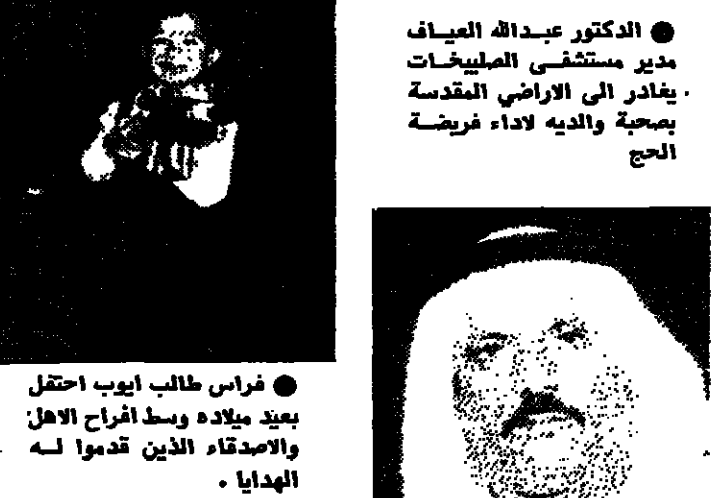 ● الدكتور عبدالله العياف
مدير مستشفى الصليبخات
يغادر الى الاراضي المقدسة
بصحبة والديه لاداء فريضة
الحج
● فراس طالب ايوب احتفل
بعيد ميلاده وسط افراح الاهل
والاصدقاء الذين قدموا له
الهدايا .